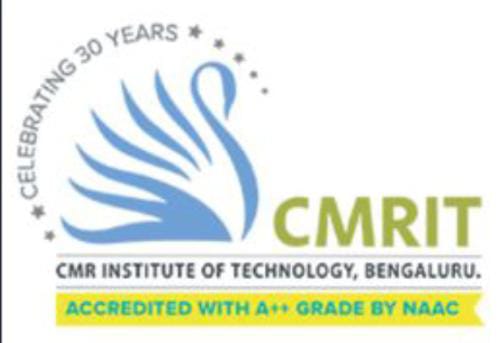 CELEBRATING 30 YEARS
CMRIT
CMR INSTITUTE OF TECHNOLOGY, BENGALURU.
ACCREDITED WITH A++ GRADE BY NAAC